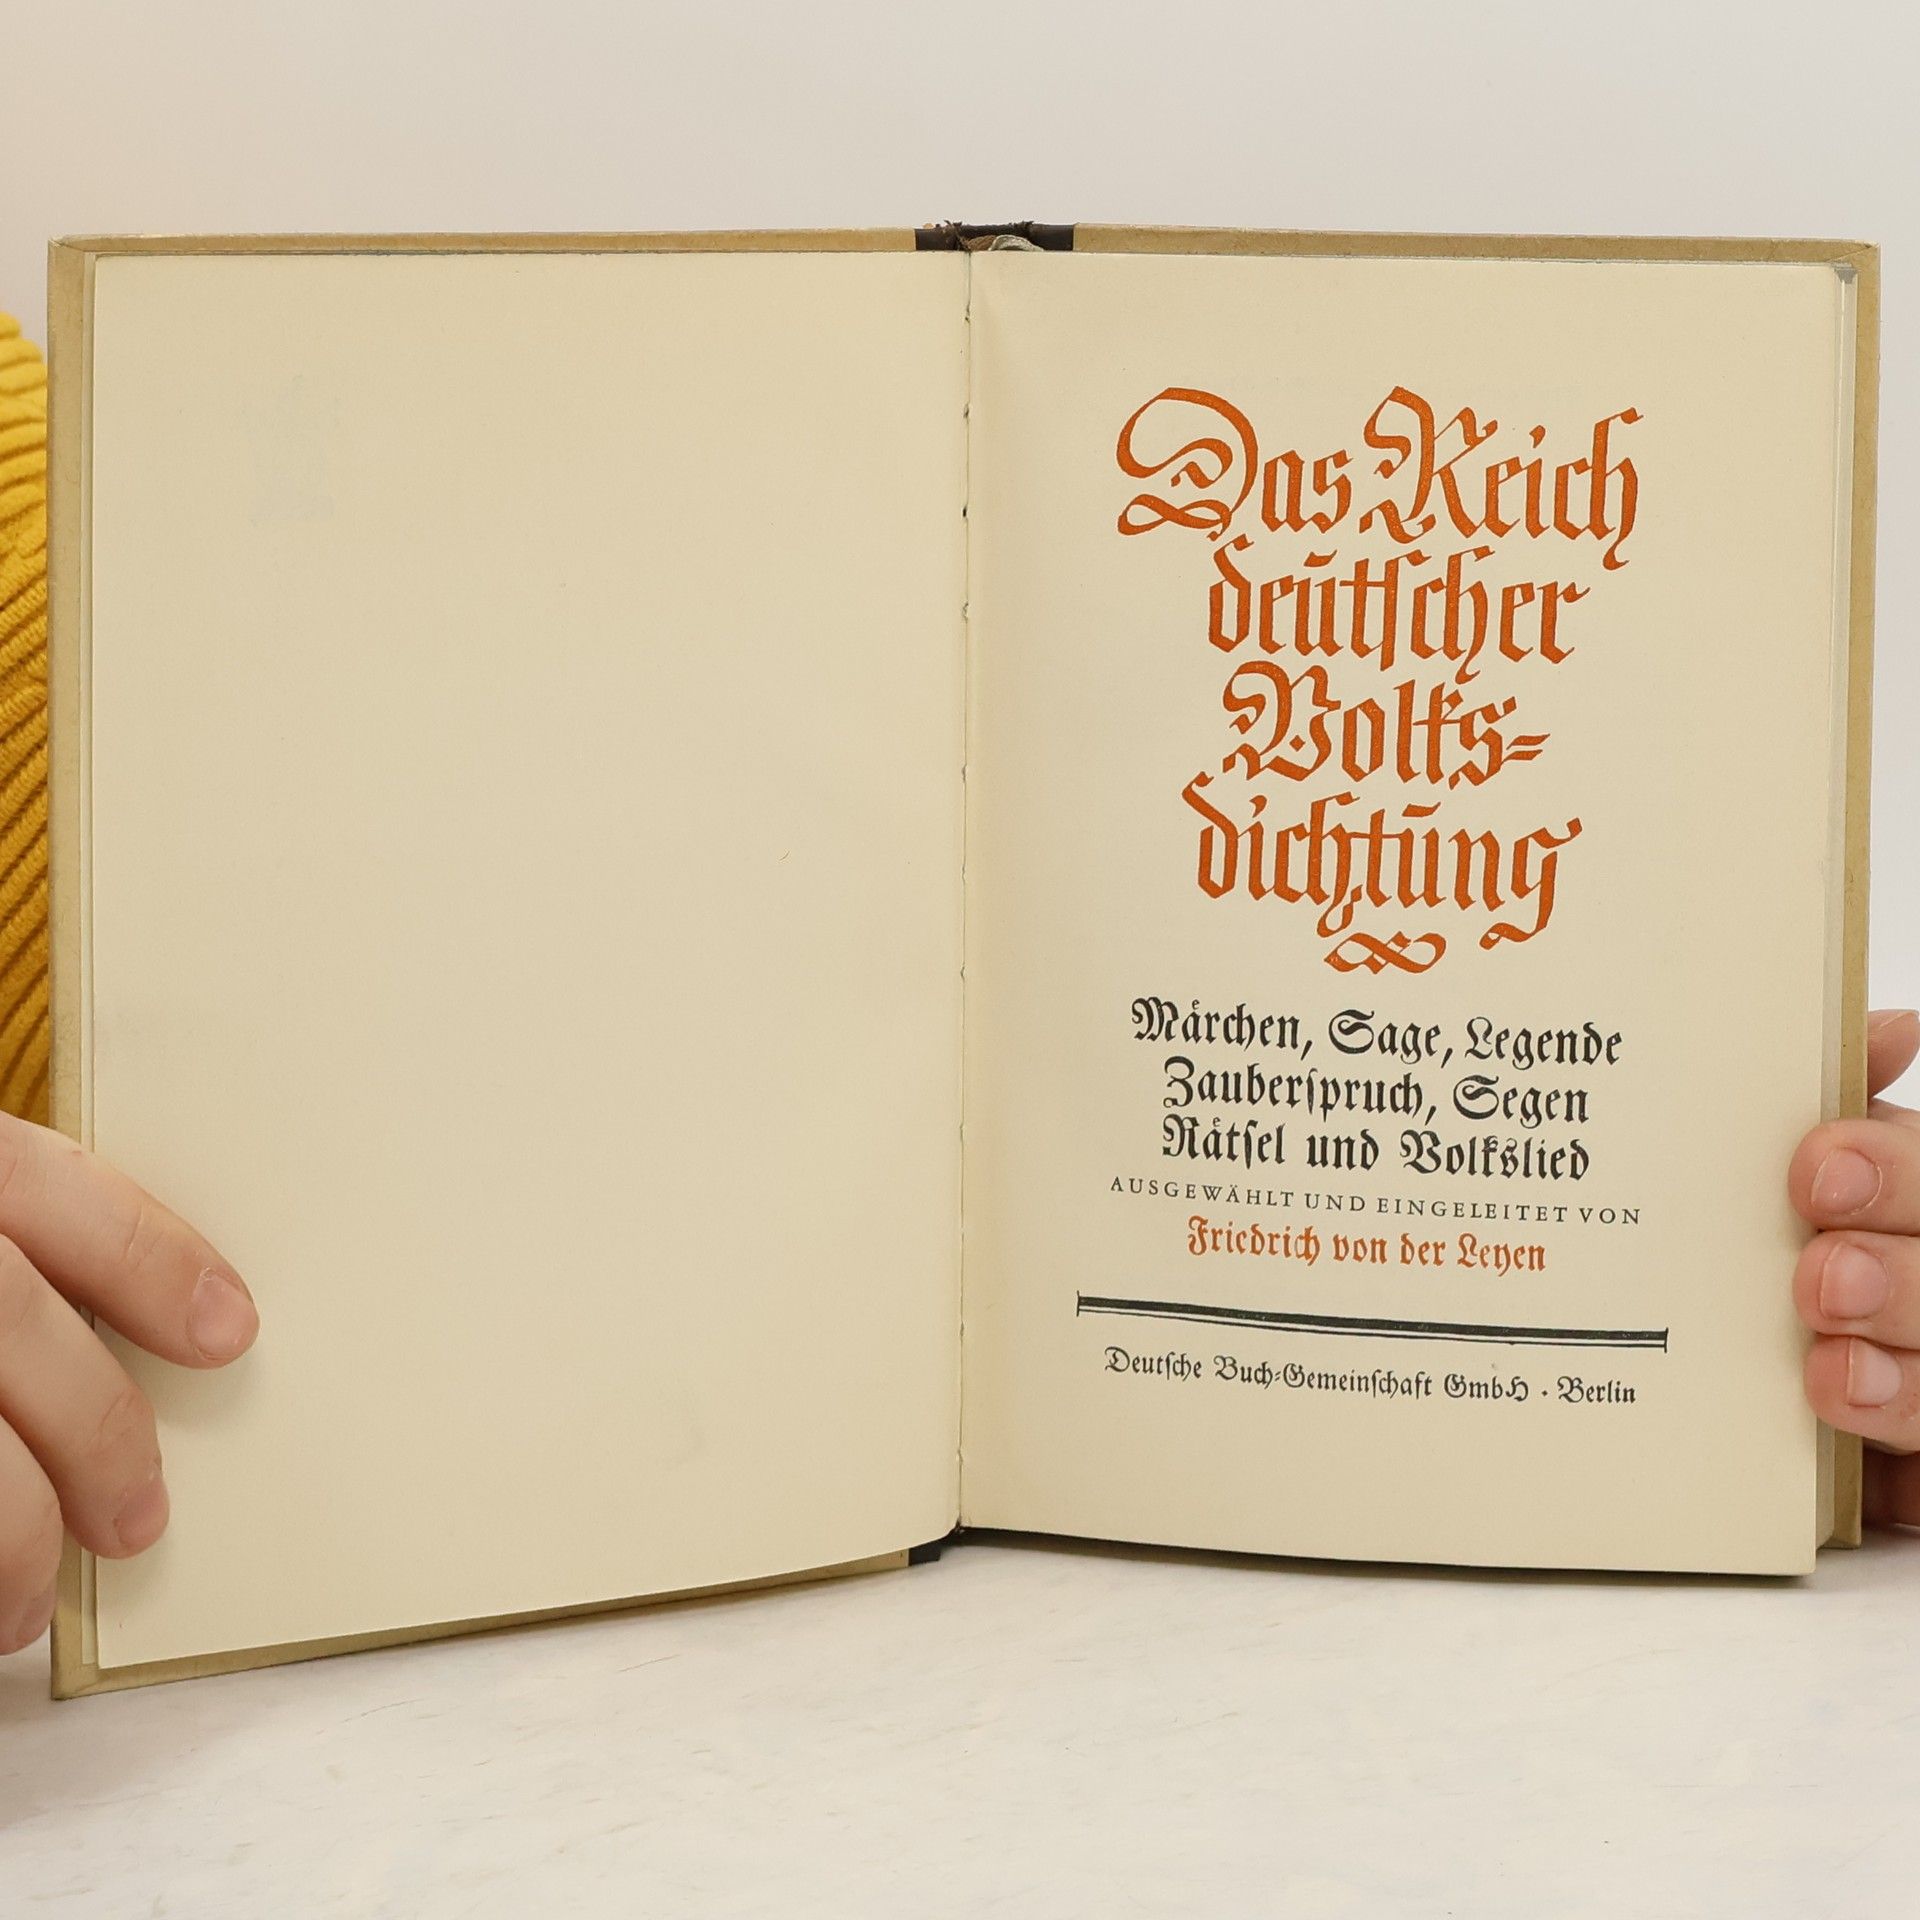 Das Reich
deutſcher
Volks-
dichtung
Märchen, Sage, Legende
Zauberſpruch, Segen
Rätſel und Volkslied
AUSGEWÄHLT UND EINGELEITET VON
Friedrich von der Leyen
Deutſche Buch-Gemeinſchaft GmbH · Berlin